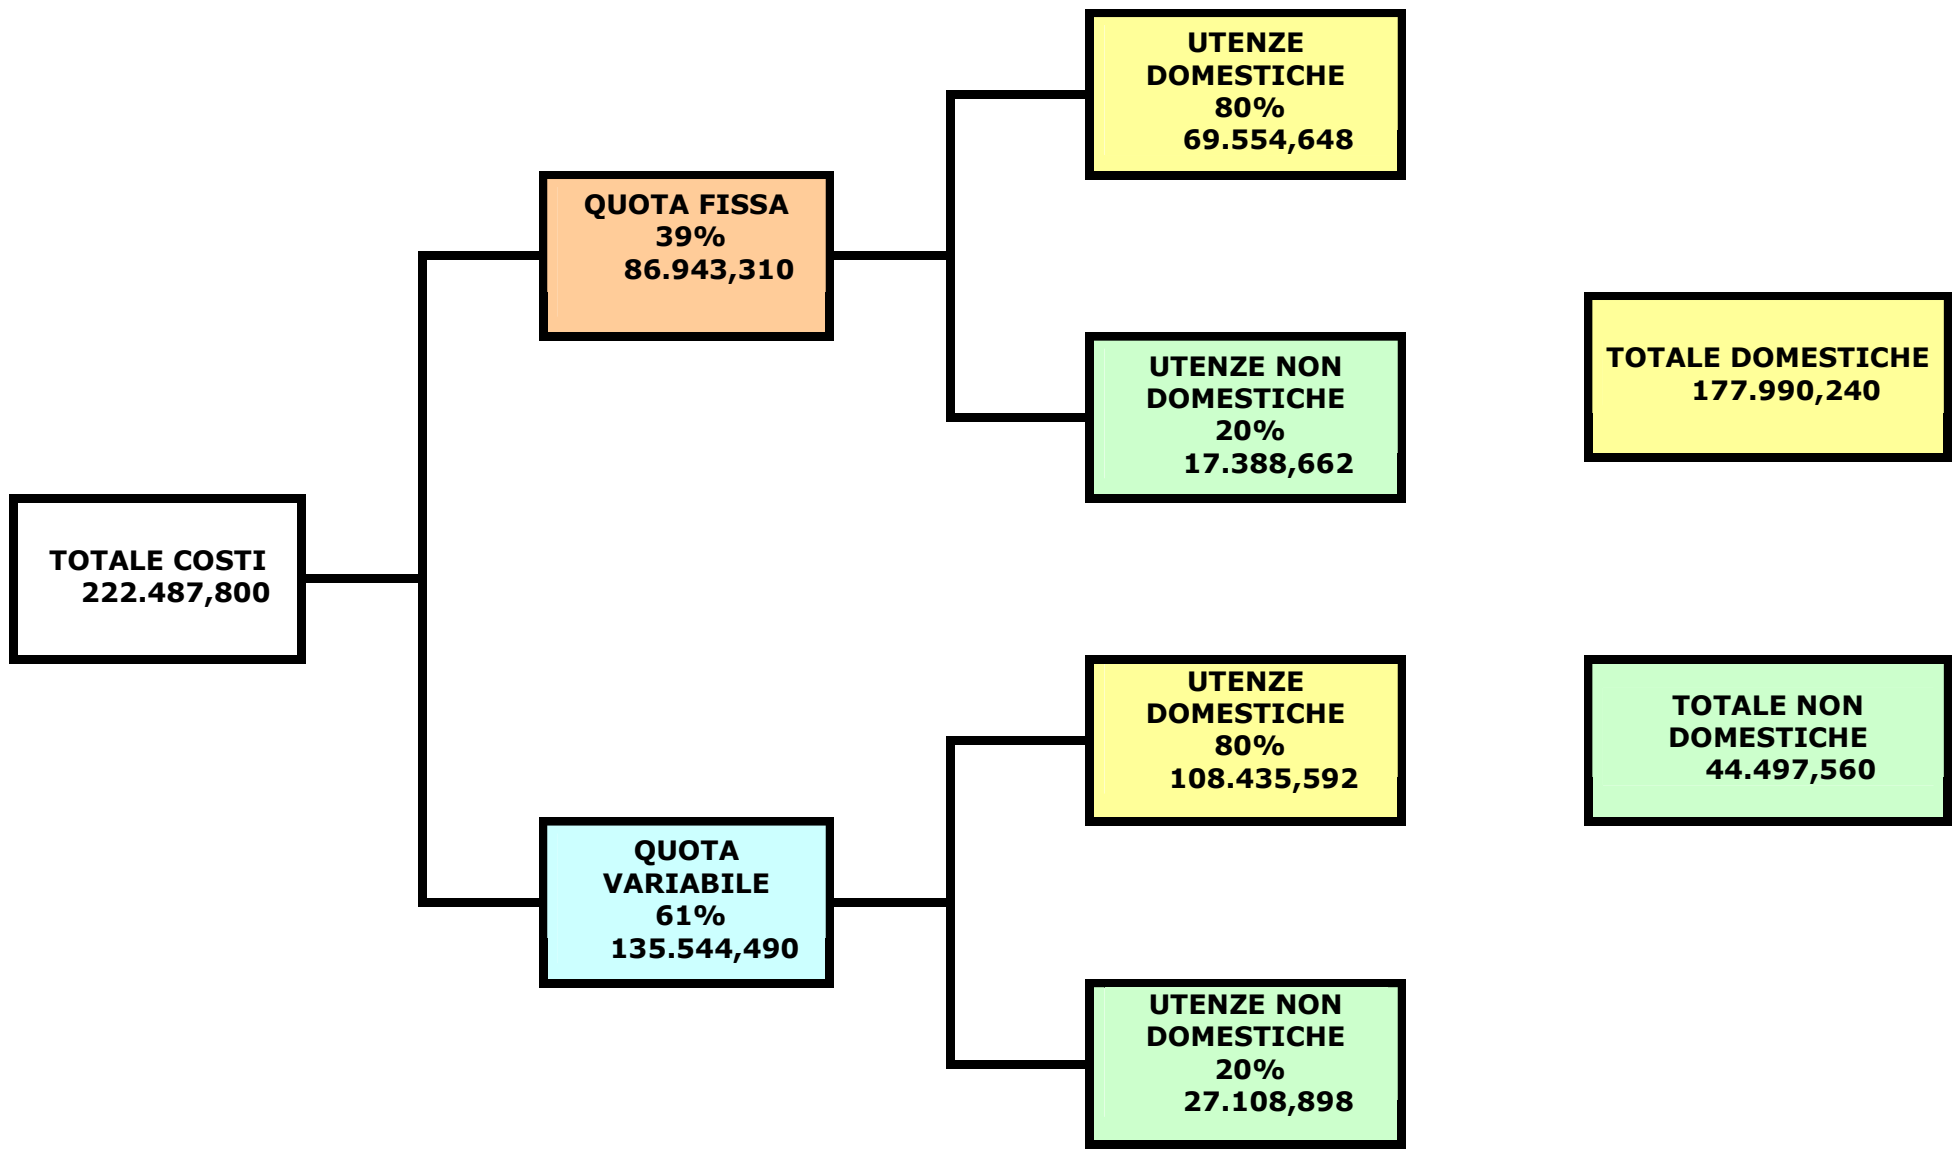 TOTALE COSTI
222.487,800
QUOTA FISSA
39%
86.943,310
QUOTA
VARIABILE
61%
135.544,490
UTENZE
DOMESTICHE
80%
69.554,648
UTENZE NON
DOMESTICHE
20%
17.388,662
UTENZE
DOMESTICHE
80%
108.435,592
UTENZE NON
DOMESTICHE
20%
27.108,898
TOTALE DOMESTICHE
177.990,240
TOTALE NON
DOMESTICHE
44.497,560